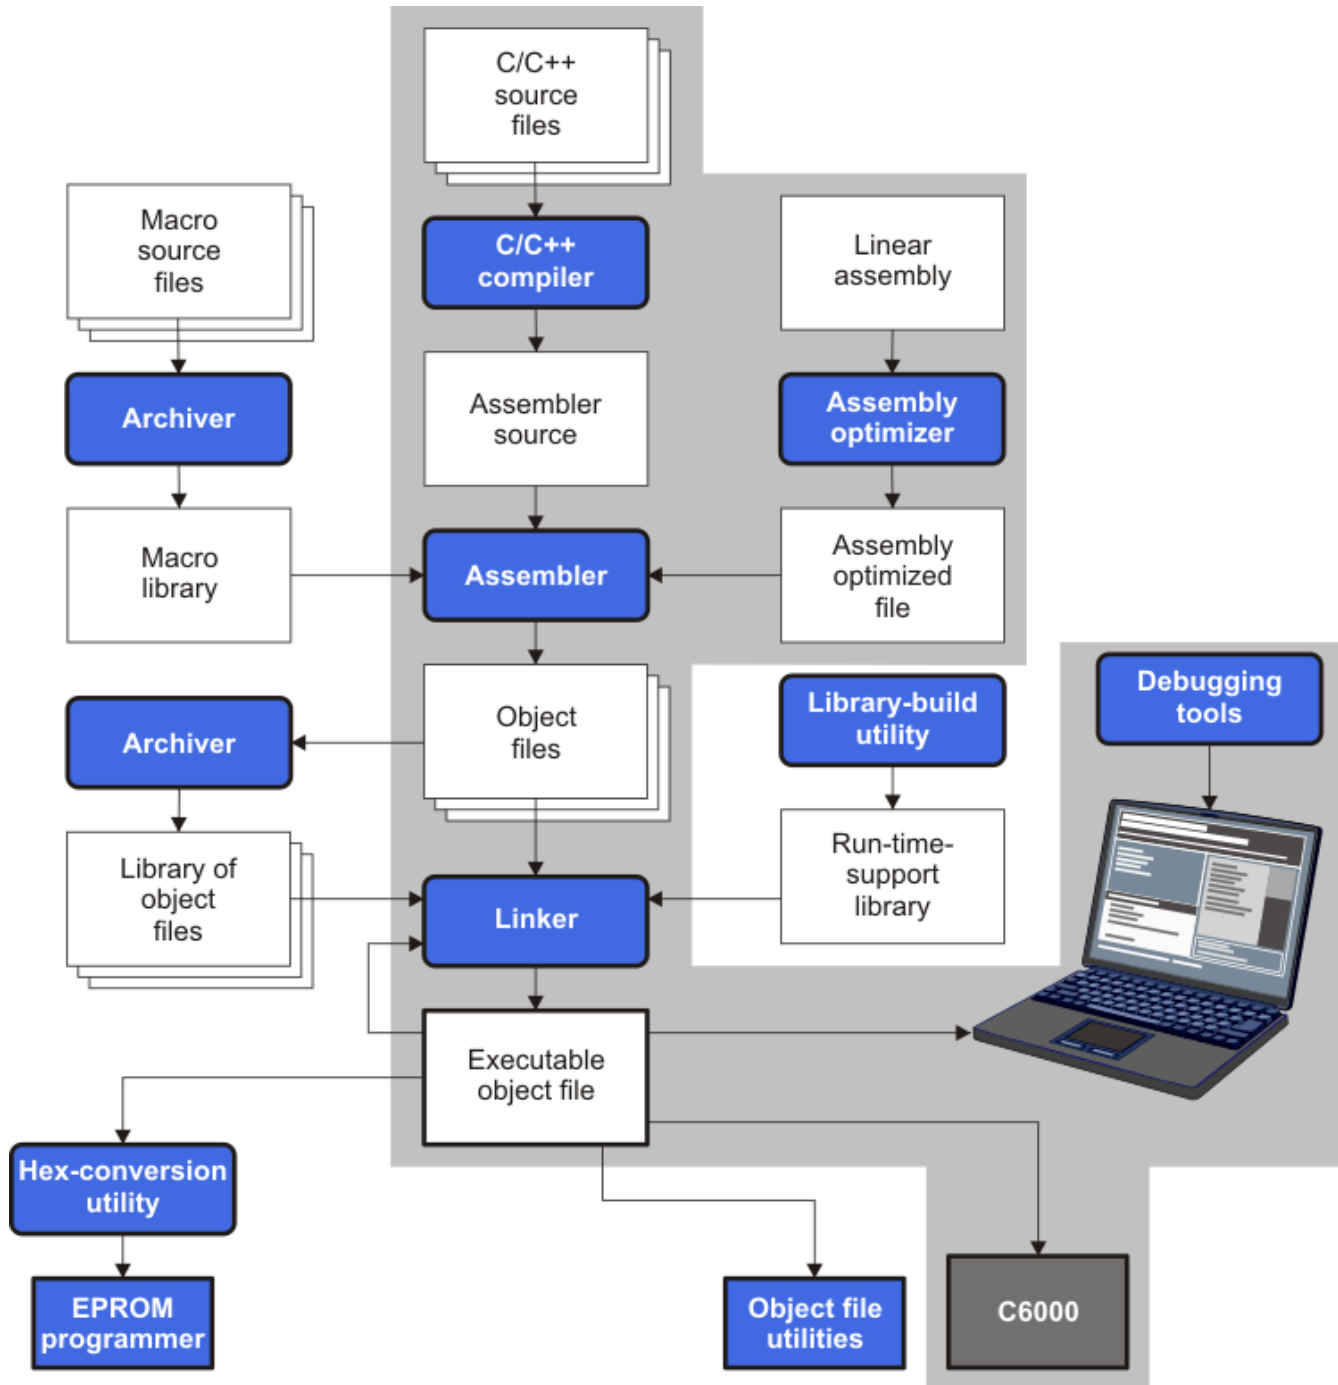 C/C++
source
files
Macro
source
files
C/C++
compiler
Linear
assembly
Archiver
Assembler
source
Assembly
optimizer
Macro
library
Assembler
Assembly
optimized
file
Archiver
Object
files
Library-build
utility
Debugging
tools
Library of
object
files
Linker
Run-time-
support
library
Executable
object file
Hex-conversion
utility
EPROM
programmer
Object file
utilities
C6000